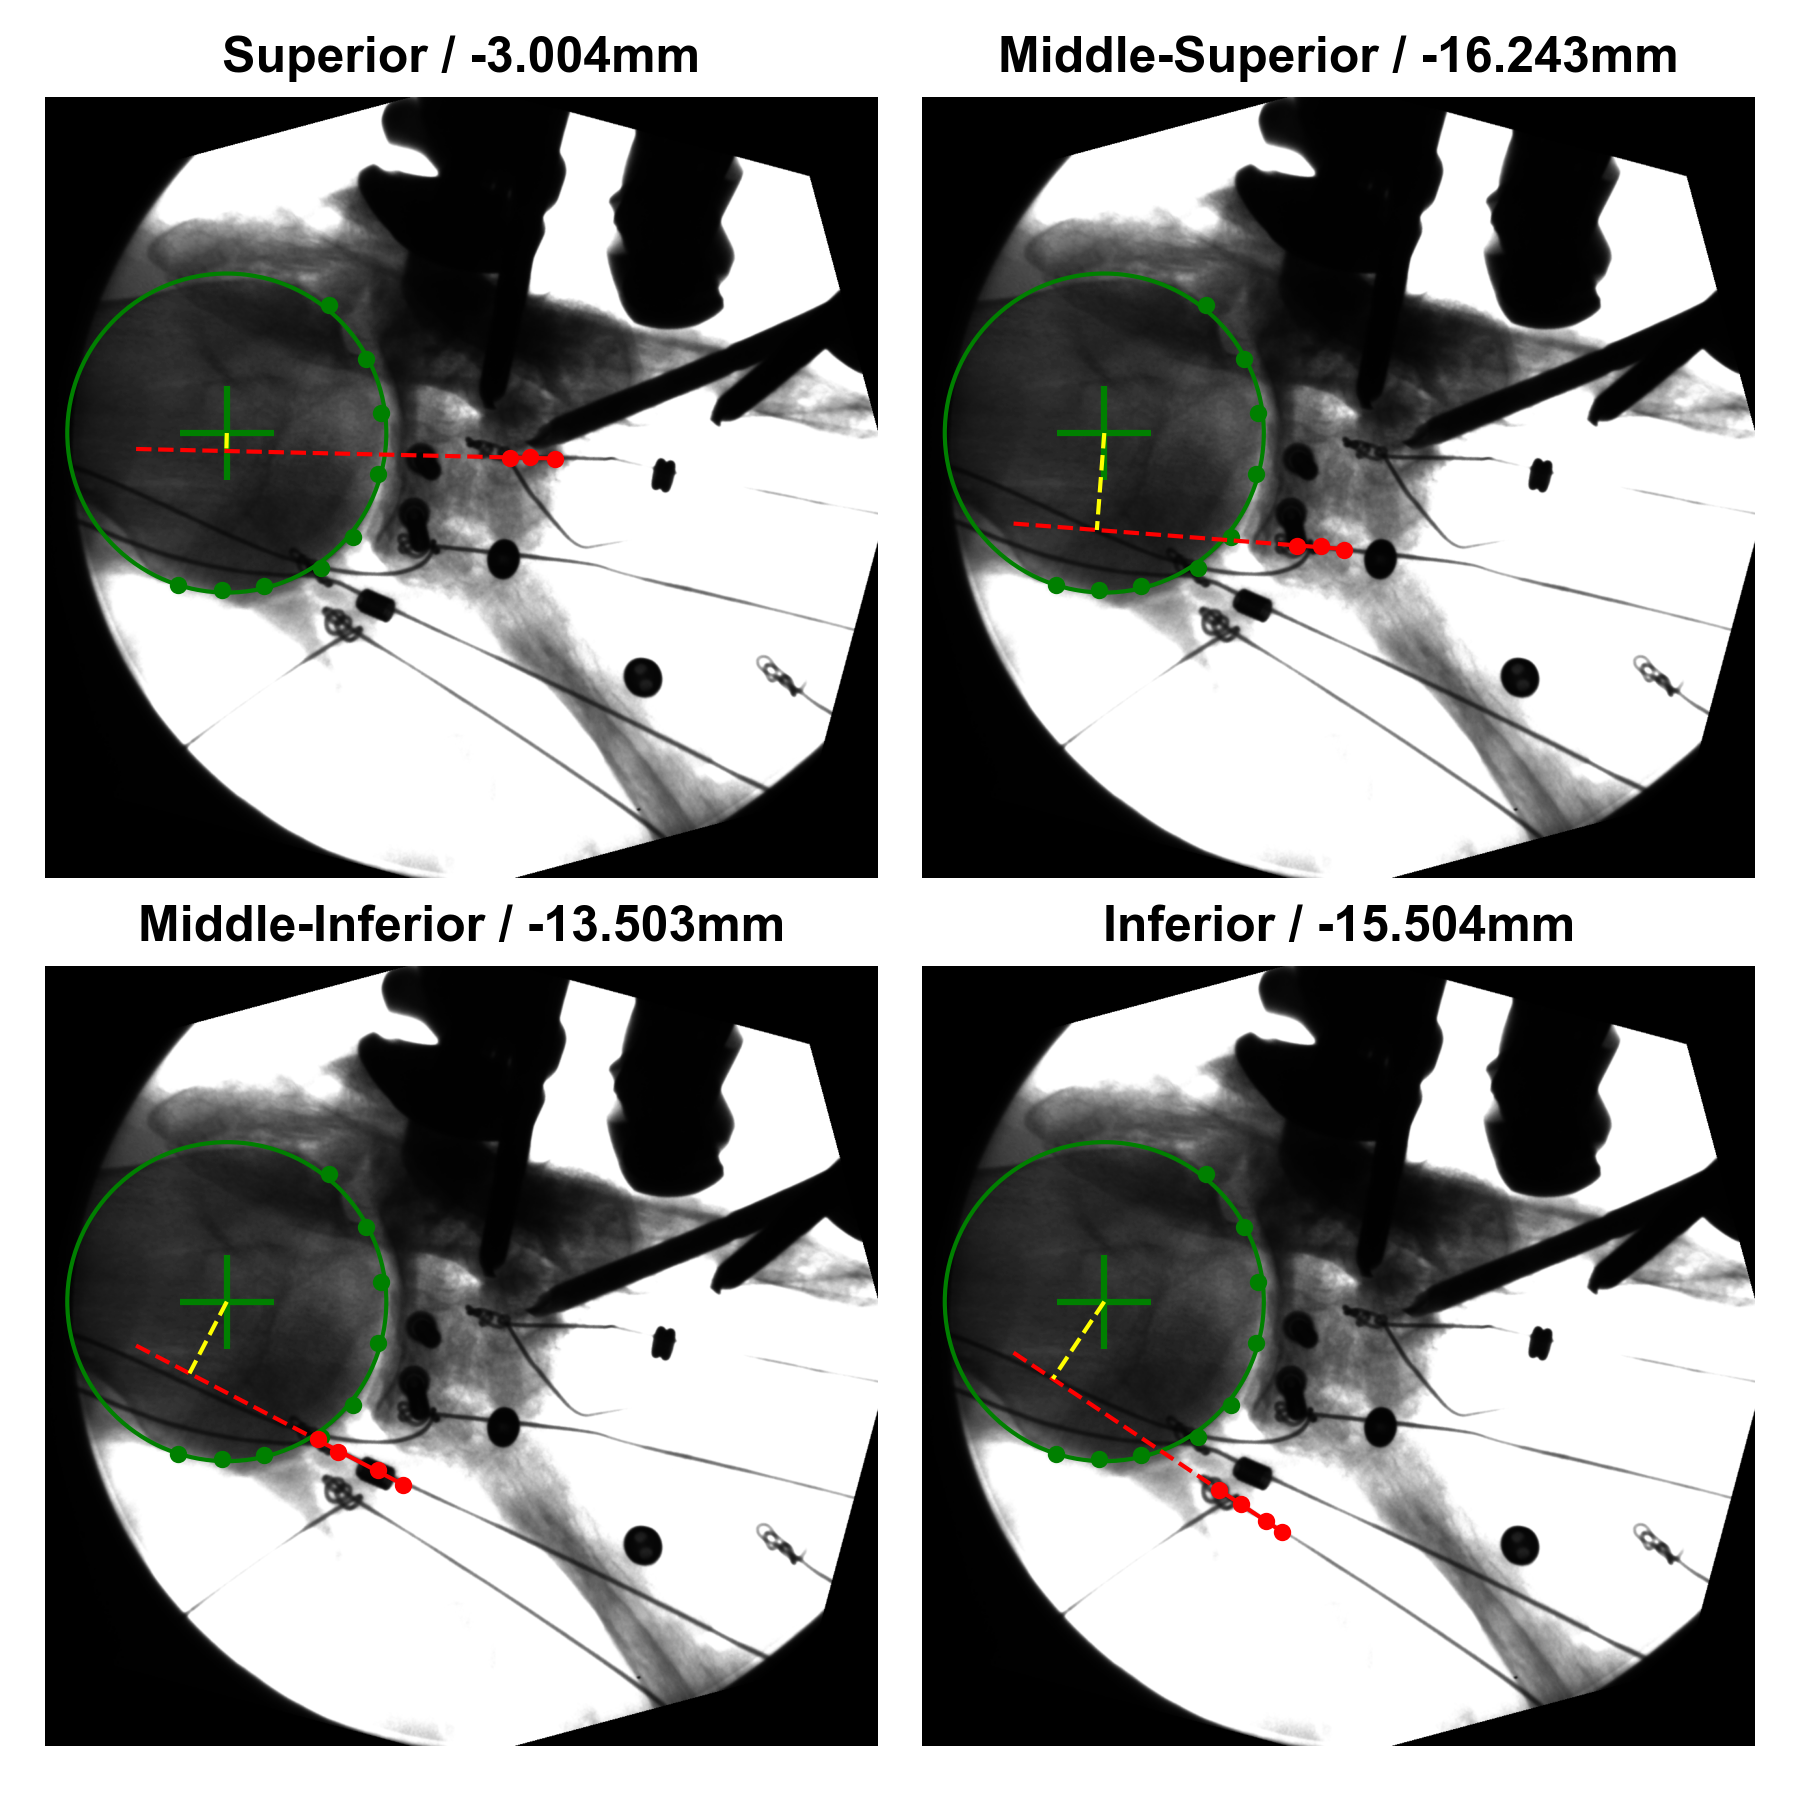 Superior / -3.004mm
Middle-Superior / -16.243mm
Middle-Inferior / -13.503mm
Inferior / -15.504mm